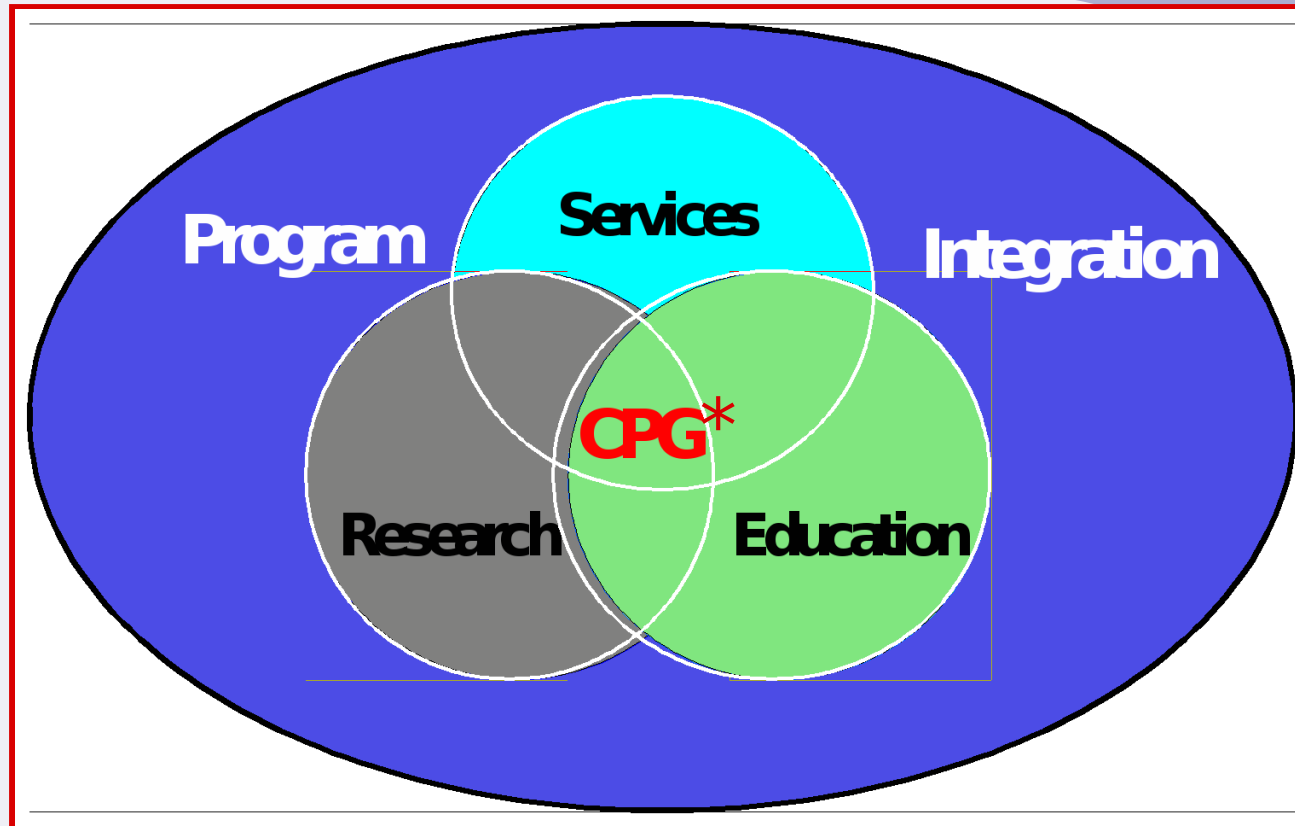 Services
Program
Integration
CPG*
Research
Education